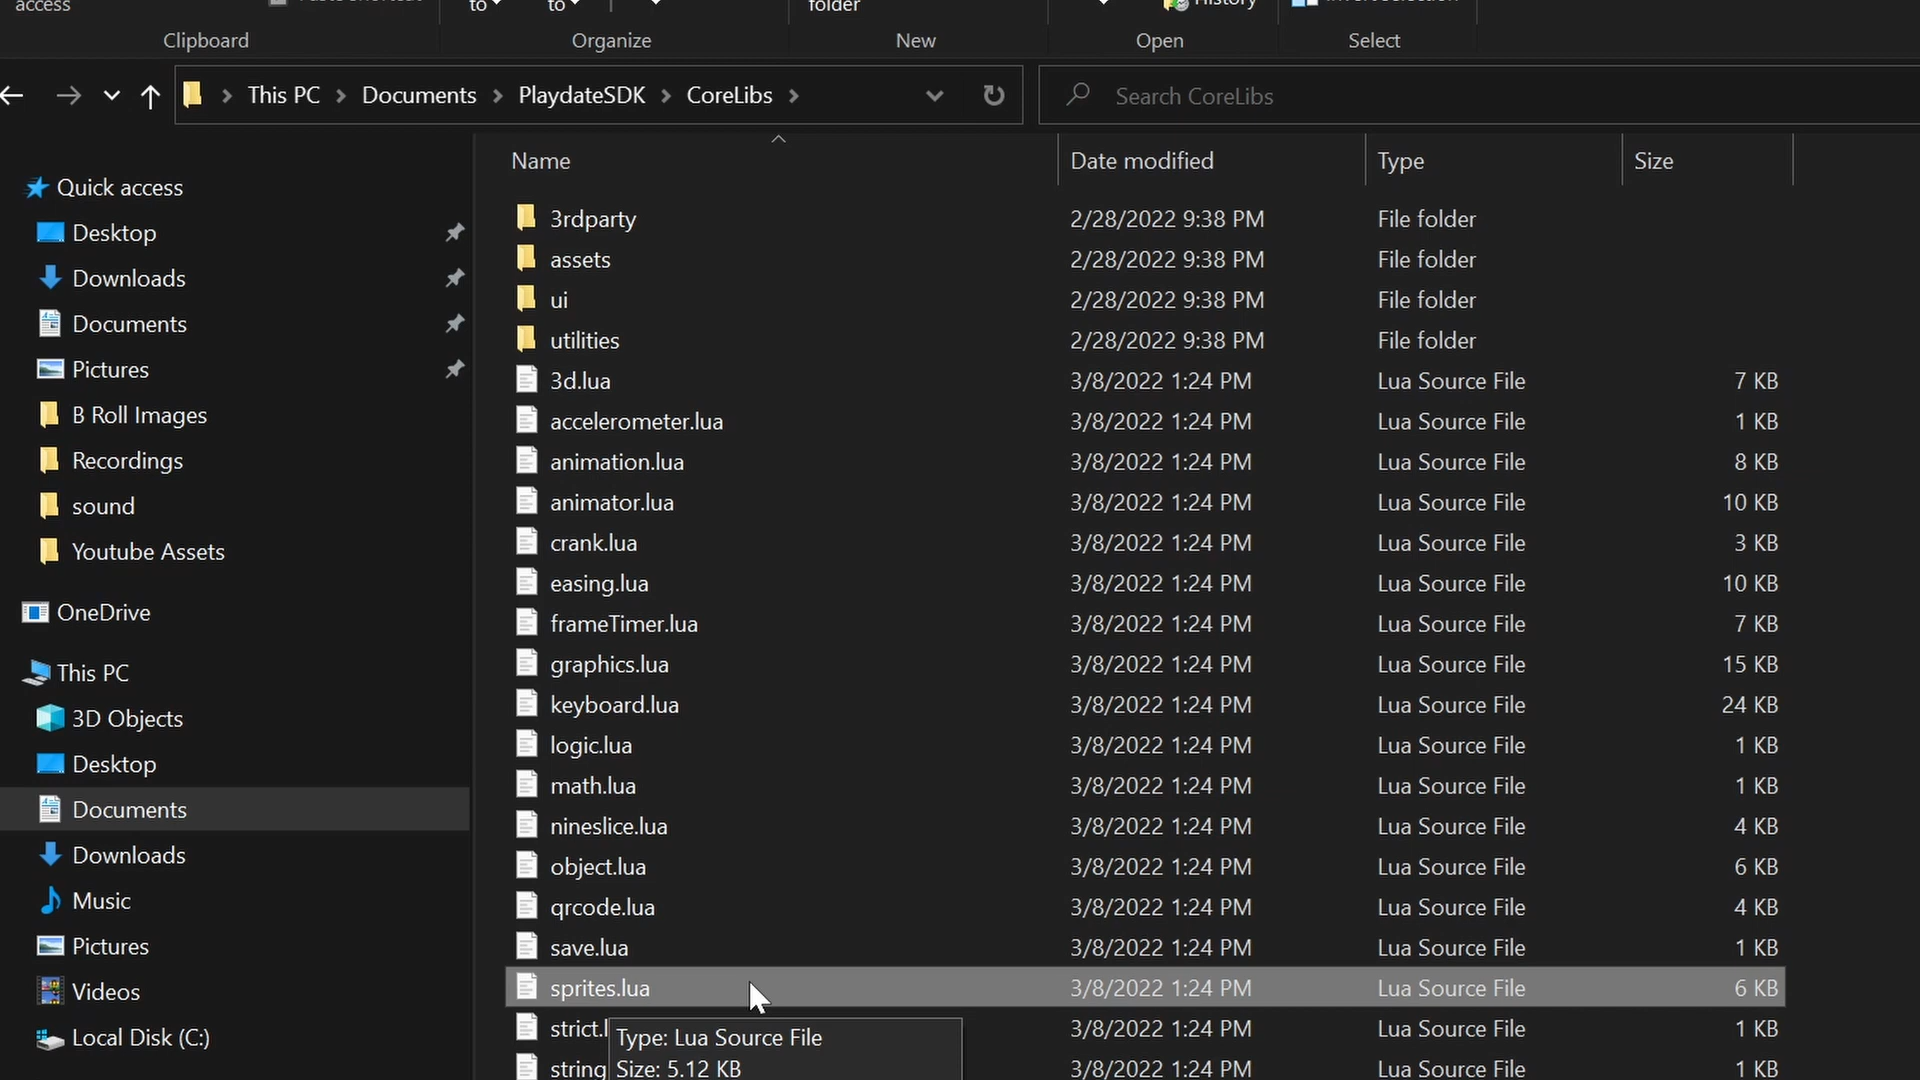 access
to
to
folder
History
Clipboard
Organize
New
Open
Select
This PC
Documents
PlaydateSDK
CoreLibs
Search CoreLibs
Name
Date modified
Type
Size
Quick access
Desktop
Downloads
Documents
Pictures
B Roll Images
Recordings
sound
Youtube Assets
OneDrive
This PC
3D Objects
Desktop
Documents
Downloads
Music
Pictures
Videos
Local Disk (C:)
3rdparty 2/28/2022 9:38 PM File folder
assets 2/28/2022 9:38 PM File folder
ui 2/28/2022 9:38 PM File folder
utilities 2/28/2022 9:38 PM File folder
3d.lua 3/8/2022 1:24 PM Lua Source File 7 KB
accelerometer.lua 3/8/2022 1:24 PM Lua Source File 1 KB
animation.lua 3/8/2022 1:24 PM Lua Source File 8 KB
animator.lua 3/8/2022 1:24 PM Lua Source File 10 KB
crank.lua 3/8/2022 1:24 PM Lua Source File 3 KB
easing.lua 3/8/2022 1:24 PM Lua Source File 10 KB
frameTimer.lua 3/8/2022 1:24 PM Lua Source File 7 KB
graphics.lua 3/8/2022 1:24 PM Lua Source File 15 KB
keyboard.lua 3/8/2022 1:24 PM Lua Source File 24 KB
logic.lua 3/8/2022 1:24 PM Lua Source File 1 KB
math.lua 3/8/2022 1:24 PM Lua Source File 1 KB
nineslice.lua 3/8/2022 1:24 PM Lua Source File 4 KB
object.lua 3/8/2022 1:24 PM Lua Source File 6 KB
qrcode.lua 3/8/2022 1:24 PM Lua Source File 4 KB
save.lua 3/8/2022 1:24 PM Lua Source File 1 KB
sprites.lua 3/8/2022 1:24 PM Lua Source File 6 KB
strict.l 3/8/2022 1:24 PM Lua Source File 1 KB
string 3/8/2022 1:24 PM Lua Source File 1 KB
Type: Lua Source File
Size: 5.12 KB